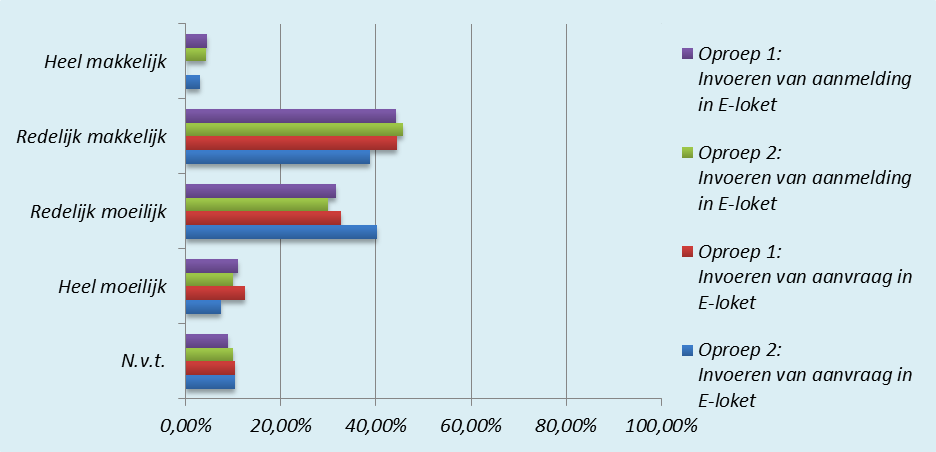 Heel makkelijk
Redelijk makkelijk
Redelijk moeilijk
Heel moeilijk
N.v.t.
0,00% 20,00% 40,00% 60,00% 80,00% 100,00%
Oproep 1:
Invoeren van aanmelding
in E-loket
Oproep 2:
Invoeren van aanmelding
in E-loket
Oproep 1:
Invoeren van aanvraag in
E-loket
Oproep 2:
Invoeren van aanvraag in
E-loket